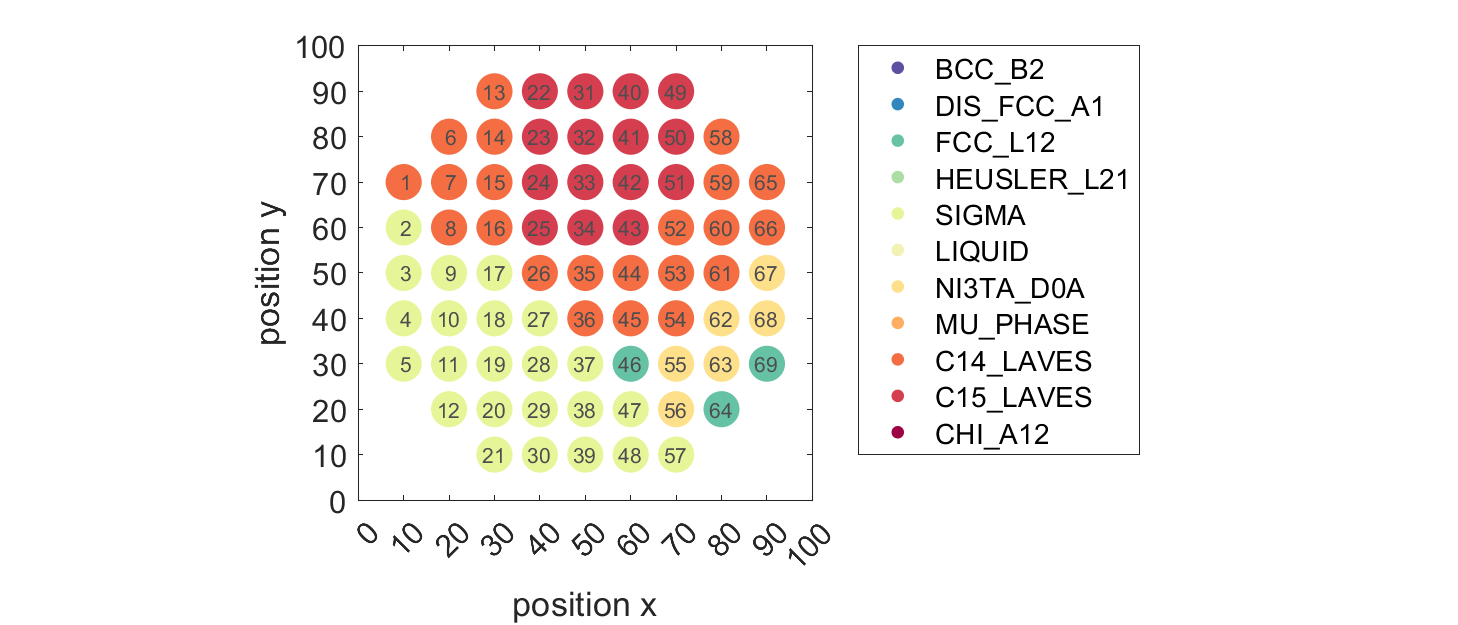 100
90
80
70
60
50
40
30
20
10
0
position y
13 22 31 40 49
6 14 23 32 41 50 58
1 7 15 24 33 42 51 59 65
2 8 16 25 34 43 52 60 66
3 9 17 26 35 44 53 61 67
4 10 18 27 36 45 54 62 68
5 11 19 28 37 46 55 63 69
12 20 29 38 47 56 64
21 30 39 48 57
0 10 20 30 40 50 60 70 80 90 100
position x
BCC_B2
DIS_FCC_A1
FCC_L12
HEUSLER_L21
SIGMA
LIQUID
NI3TA_D0A
MU_PHASE
C14_LAVES
C15_LAVES
CHI_A12